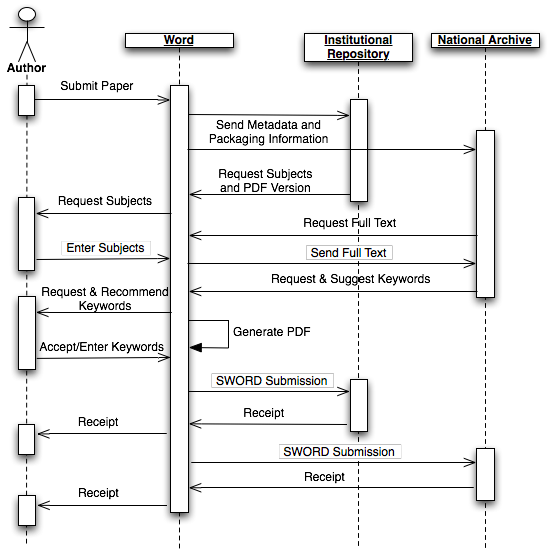 Word
Institutional
Repository
National Archive
Author
Submit Paper
Send Metadata and
Packaging Information
Request Subjects
and PDF Version
Request Subjects
Request Full Text
Enter Subjects
Send Full Text
Request & Suggest Keywords
Request & Recommend
Keywords
Generate PDF
Accept/Enter Keywords
SWORD Submission
Receipt
Receipt
SWORD Submission
Receipt
Receipt